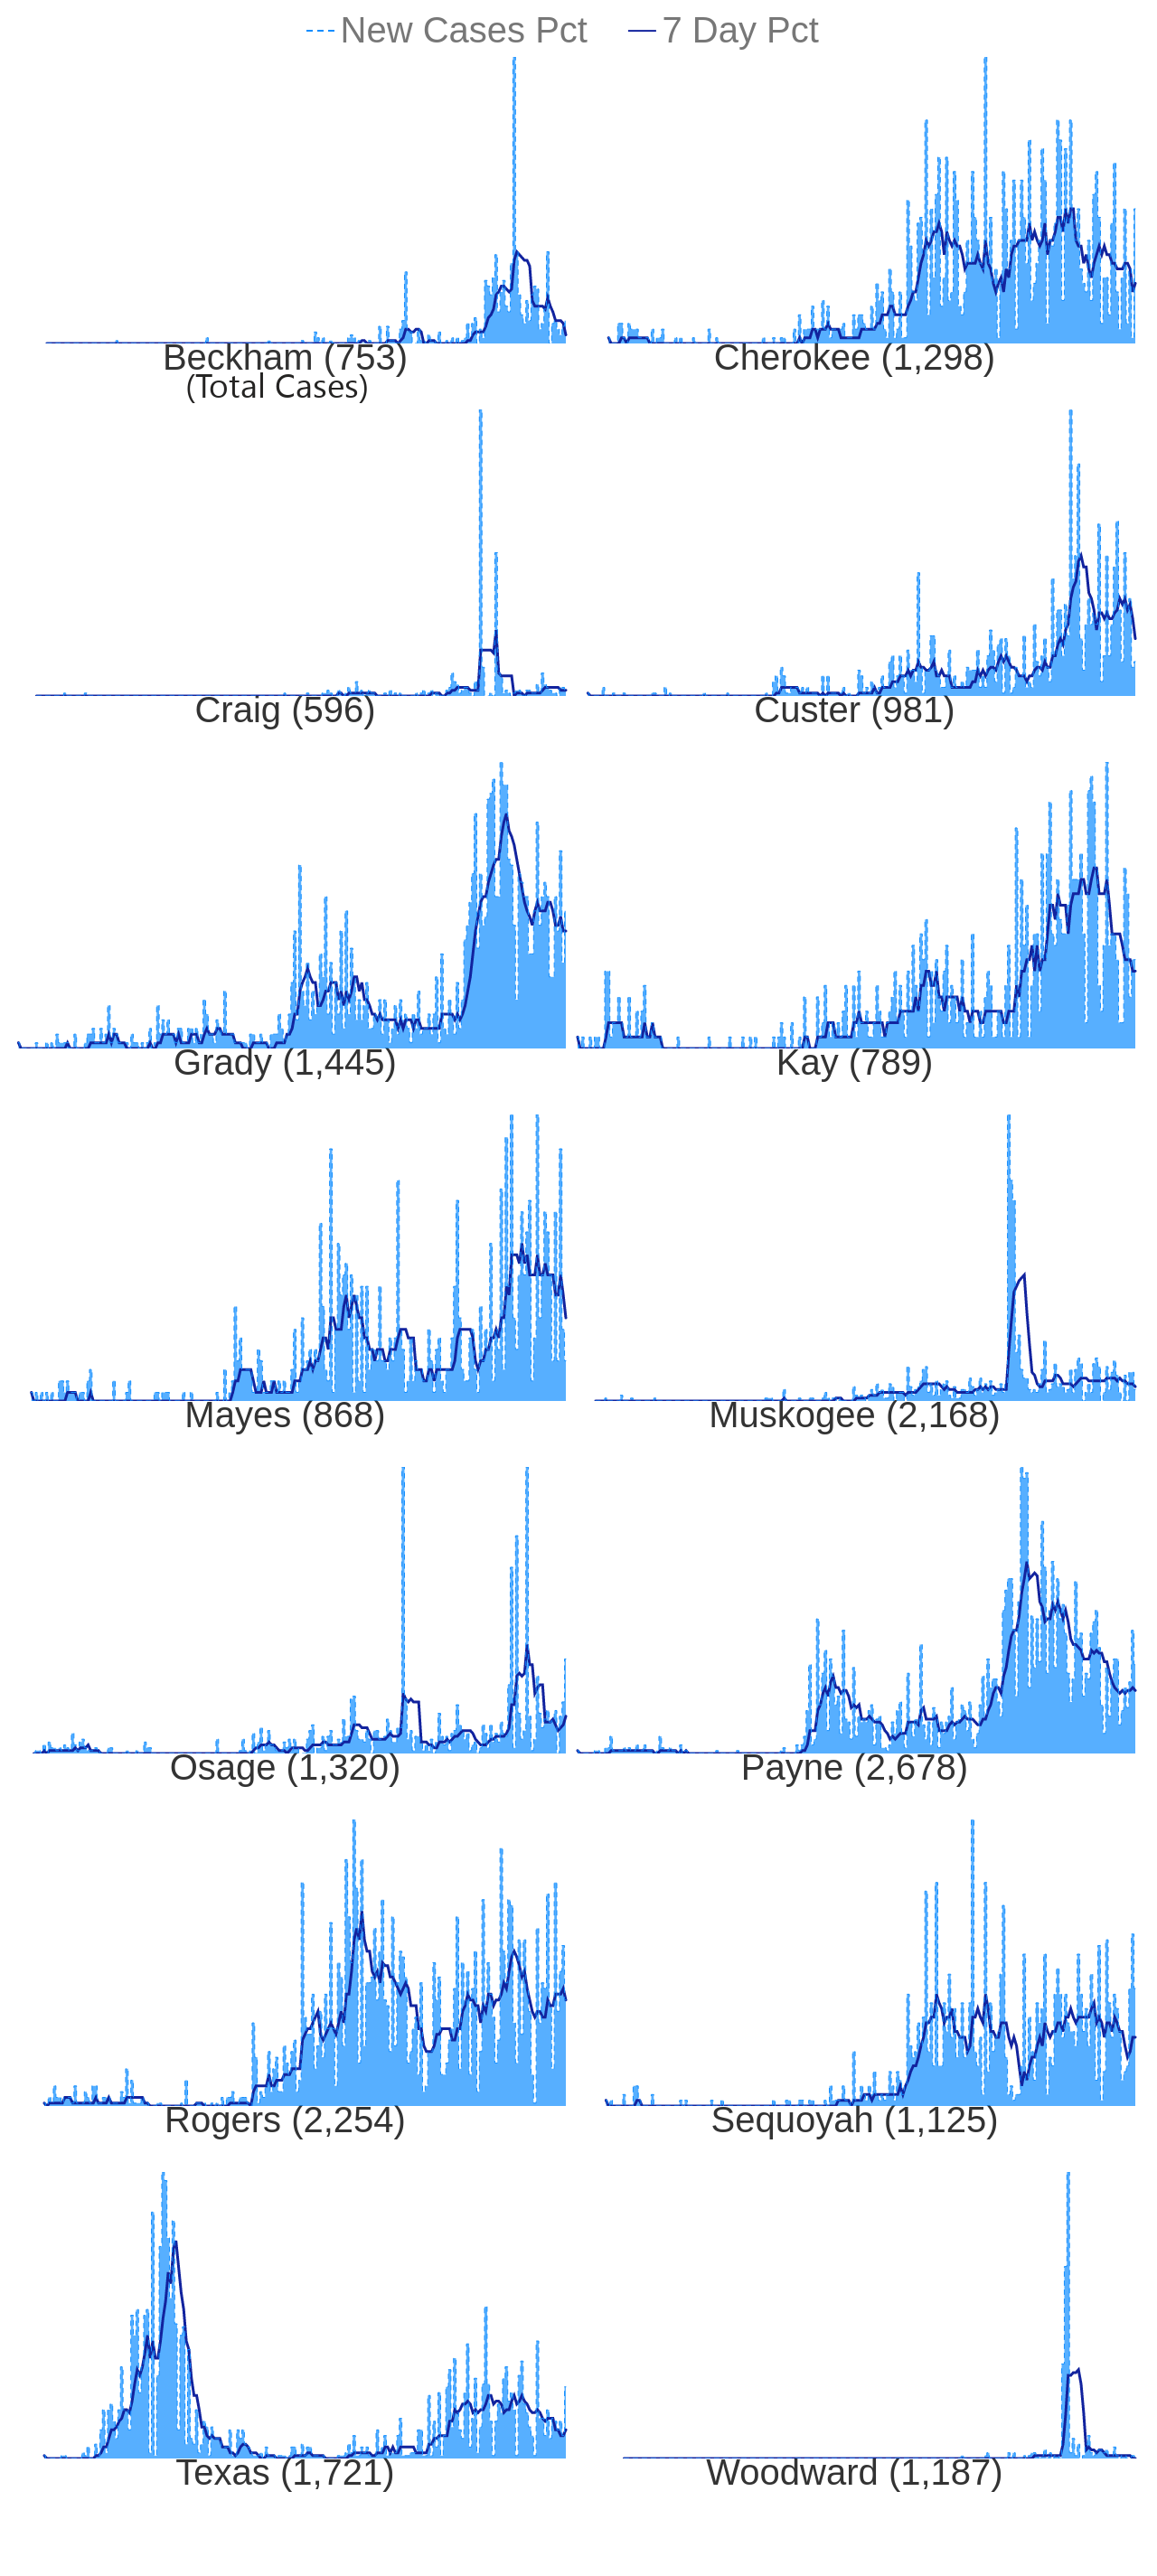 New Cases Pct 7 Day Pct
Beckham (753) Cherokee (1,298)
(Total Cases)
Craig (596) Custer (981)
Grady (1,445) Kay (789)
Mayes (868) Muskogee (2,168)
Osage (1,320) Payne (2,678)
Rogers (2,254) Sequoyah (1,125)
Texas (1,721) Woodward (1,187)